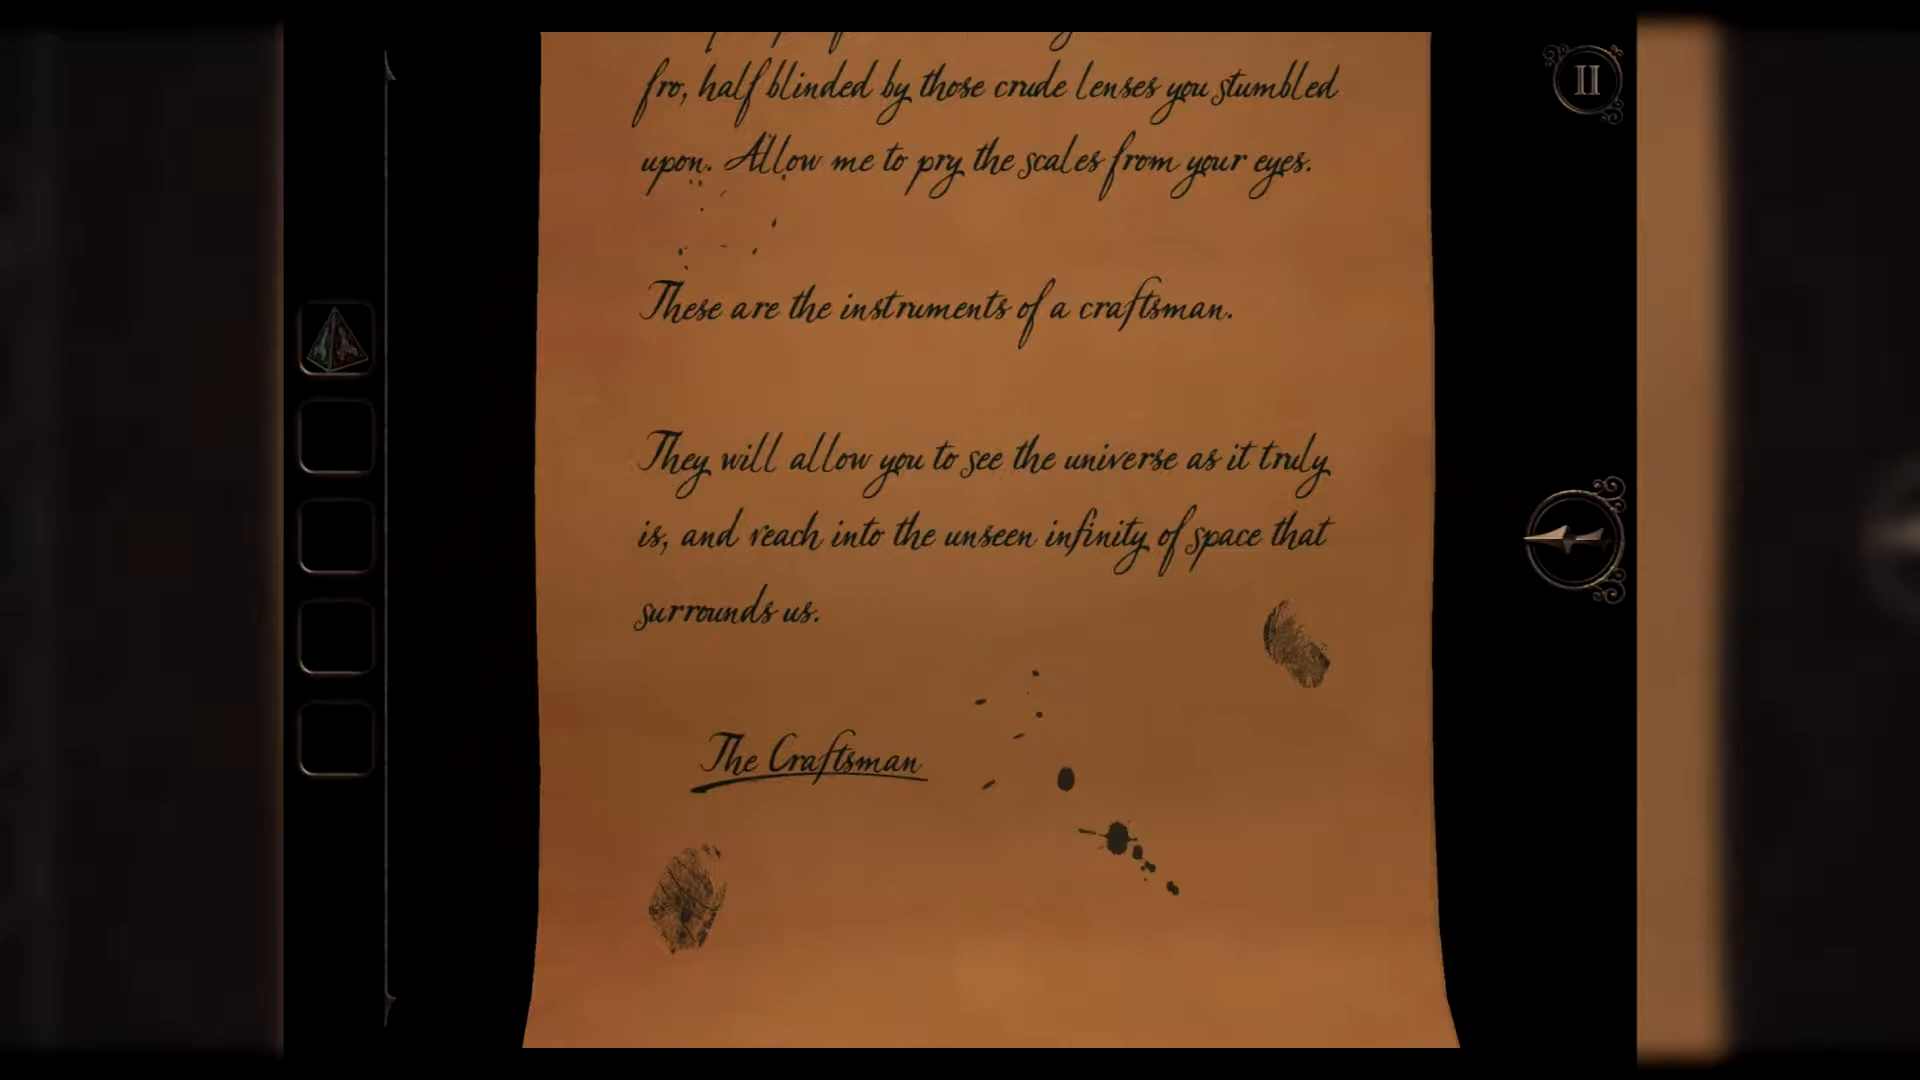 fro, half blinded by those crude lenses you stumbled
upon. Allow me to pry the scales from your eyes.
These are the instruments of a craftsman.
They will allow you to see the universe as it truly
is, and reach into the unseen infinity of space that
surrounds us.
The Craftsman